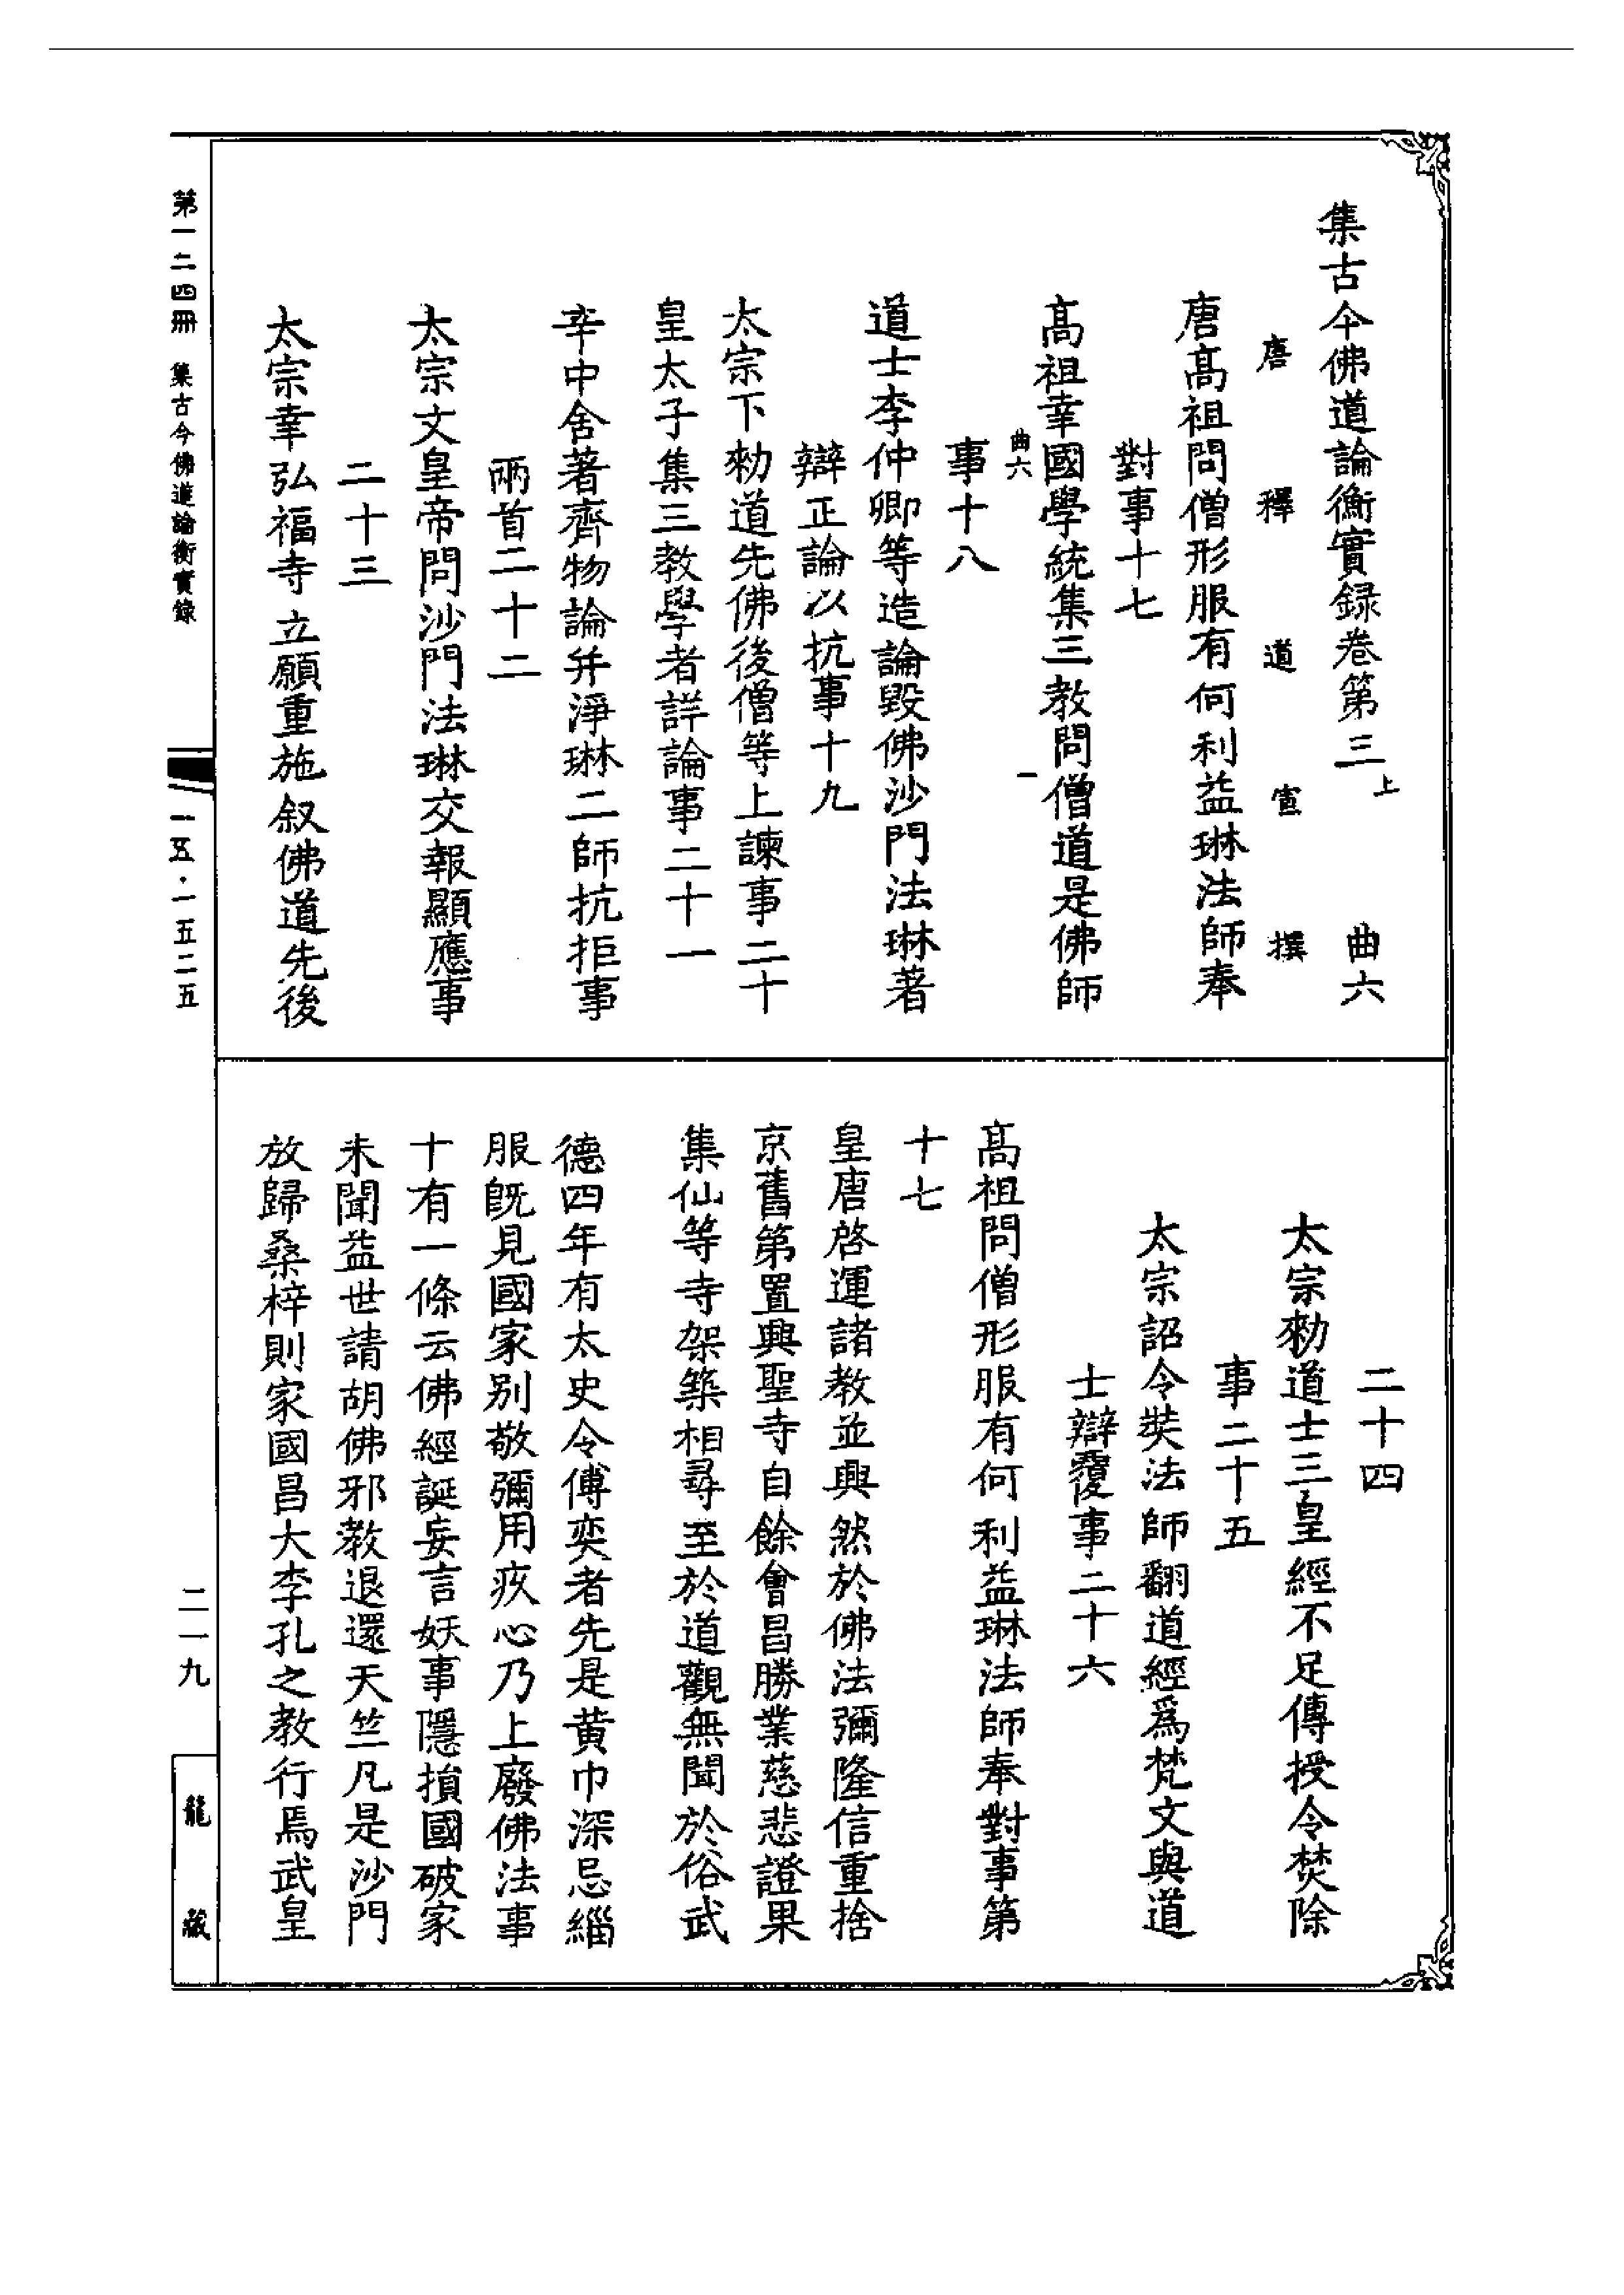 集古今佛道論衡實録卷第三上　曲六
唐　釋　道　宣　撰
唐髙祖問僧形服有何利益琳法師奉
對事十七
髙祖幸國學統集三教問僧道是佛師
曲六　一
事十八
道士李仲卿等造論毀佛沙門法琳著
辯正論以抗事十九
太宗下勑道先佛後僧等上諫事二十
皇太子集三教學者詳論事二十一
辛中舍著齊物論并淨琳二師抗拒事
兩首二十二
太宗文皇帝問沙門法琳交報顯應事
二十三
太宗幸弘福寺立願重施叙佛道先後
二十四
太宗勑道士三皇經不足傳授令焚除
事二十五
太宗詔令奘法師翻道經爲梵文與道
士辯覆事二十六
髙祖問僧形服有何利益琳法師奉對事第
十七
皇唐啓運諸教並興然於佛法彌隆信重捨
京舊第置興聖寺自餘會昌勝業慈悲證果
集仙等寺架築相尋至於道觀無聞於俗武
德四年有太史令傅奕者先是黄巾深忌緇
服旣見國家别敬彌用疚心乃上廢佛法事
十有一條云佛經誕妄言妖事隱損國破家
未聞益世請胡佛邪教退還天竺凡是沙門
放歸桑梓則家國昌大李孔之教行焉武皇
第一二四冊　集古今佛道論衡實錄
一五·一五二五
二一九
龍藏